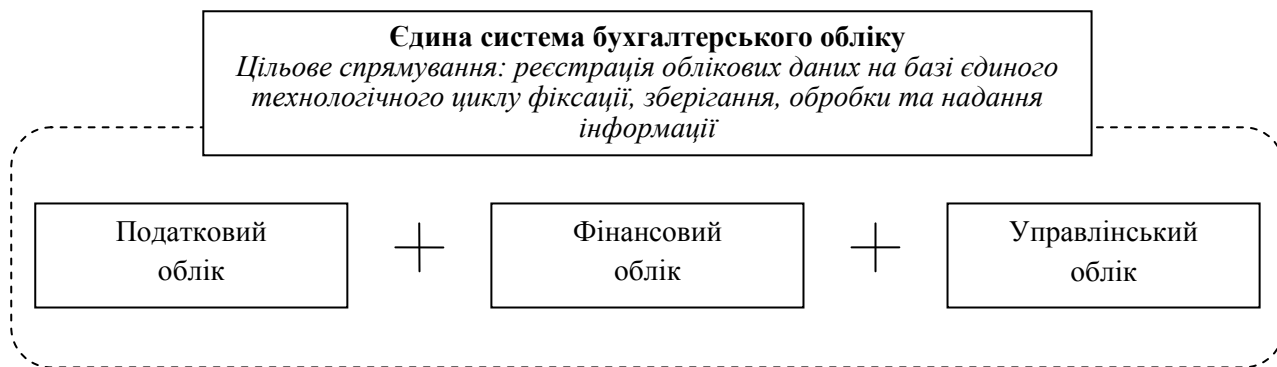 Єдина система бухгалтерського обліку
Цільове спрямування: реєстрація облікових даних на базі єдиного
технологічного циклу фіксації, зберігання, обробки та надання
інформації
Податковий
облік
+
Фінансовий
облік
+
Управлінський
облік